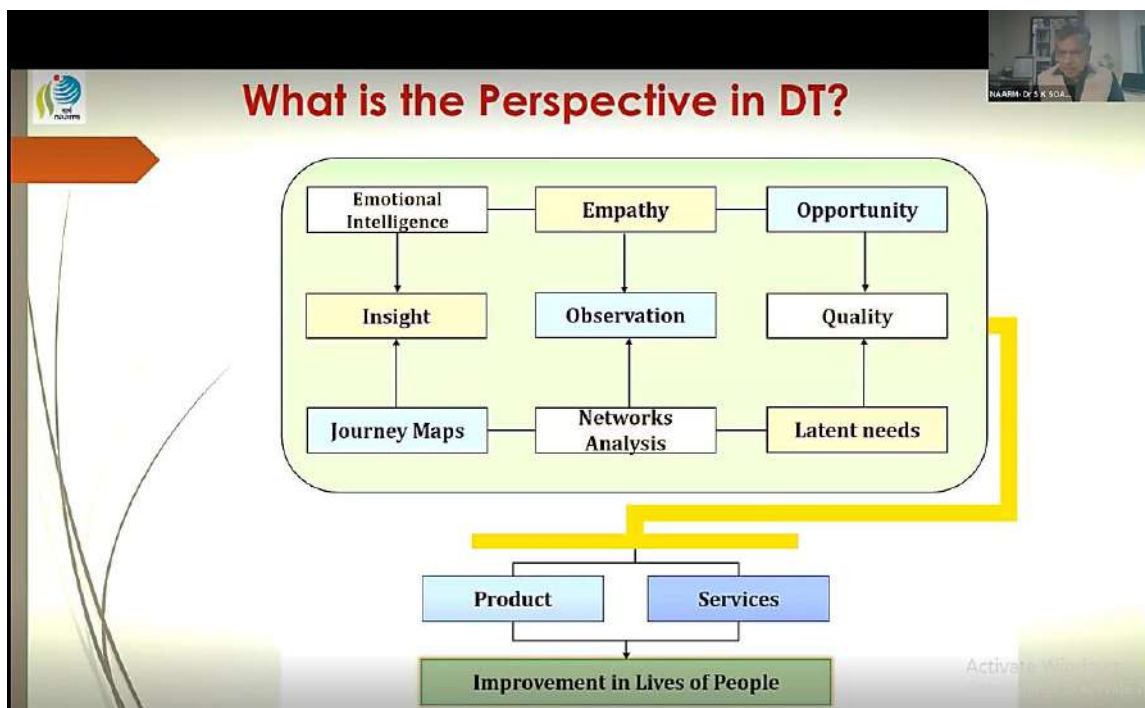 What is the Perspective in DT?
NAARM- Dr S K SOA...
Emotional
Intelligence
Empathy
Opportunity
Insight
Observation
Quality
Journey Maps
Networks
Analysis
Latent needs
Product
Services
Improvement in Lives of People
Activate Windows